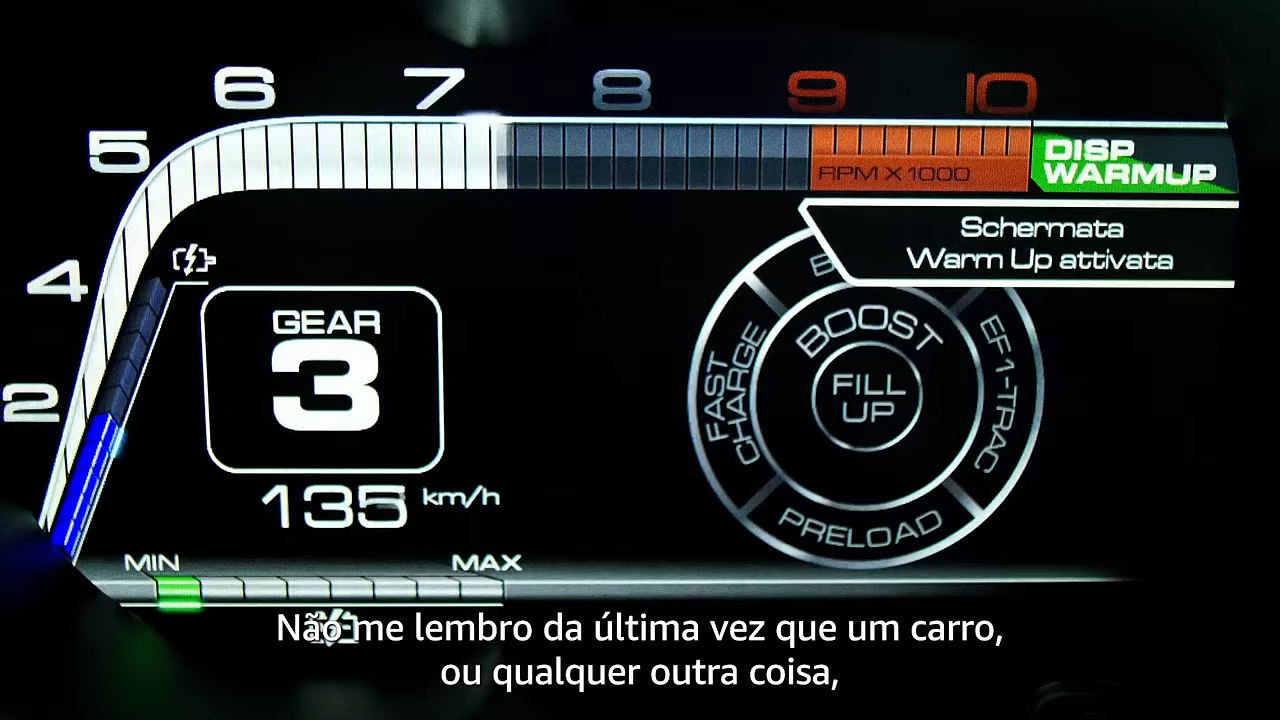 6 7 8 9 10
5
DISP
WARMUP
RPM X 1000
Schermata
Warm Up attivata
4
GEAR
3
BOOST
FAST
CHARGE
FILL
UP
EF1-TRAC
2
135 km/h
PRELOAD
MIN MAX
Não me lembro da última vez que um carro,
ou qualquer outra coisa,